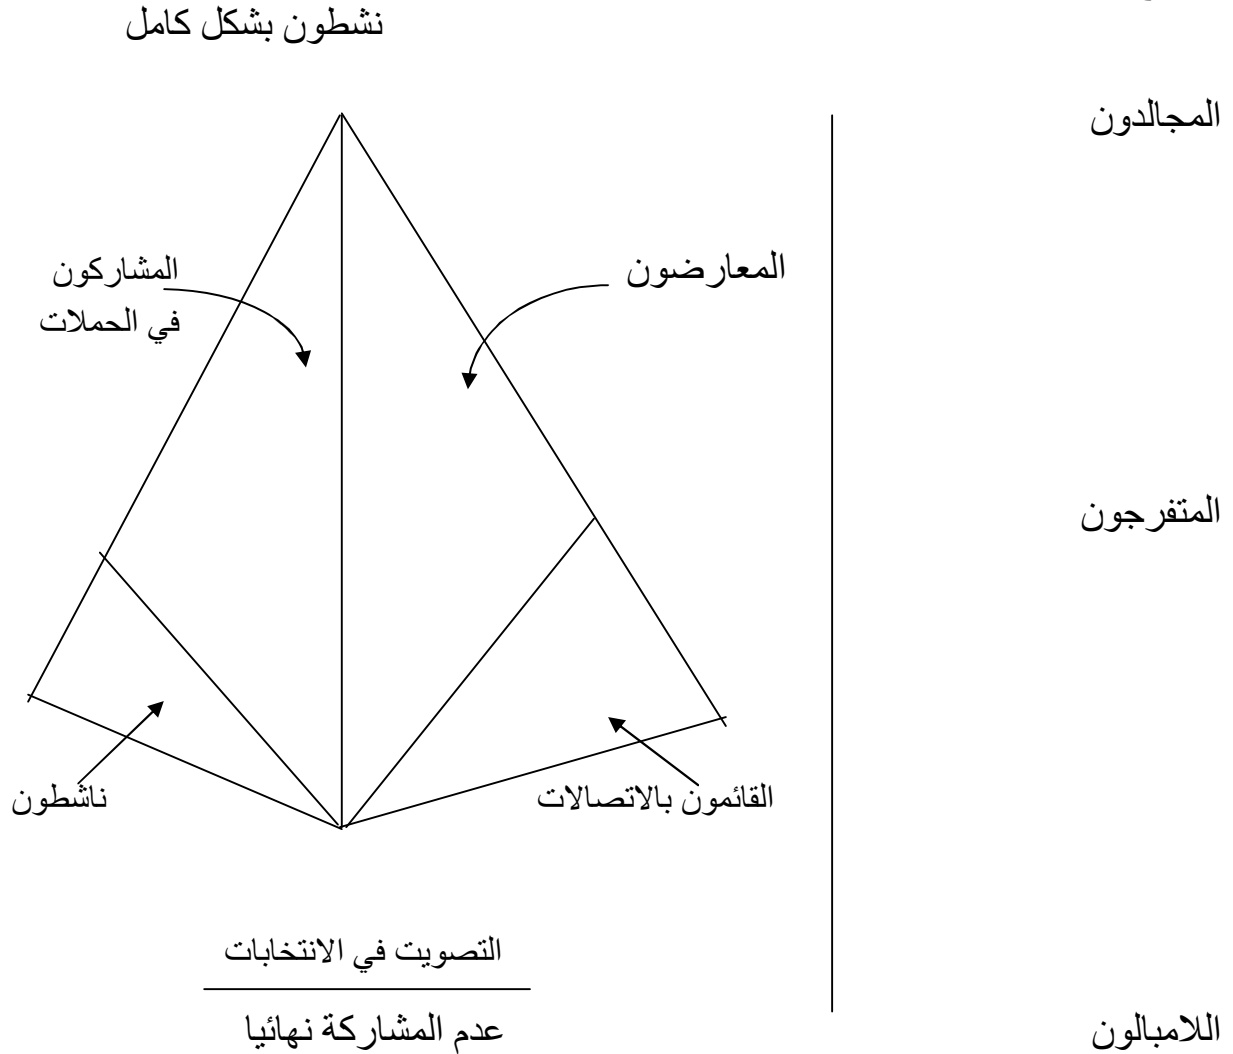 نشطون بشكل كامل
المجالدون
المعارضون
المشاركون
في الحملات
المتفرجون
القائمون بالاتصالات
ناشطون
التصويت في الانتخابات
عدم المشاركة نهائيا
اللامبالون